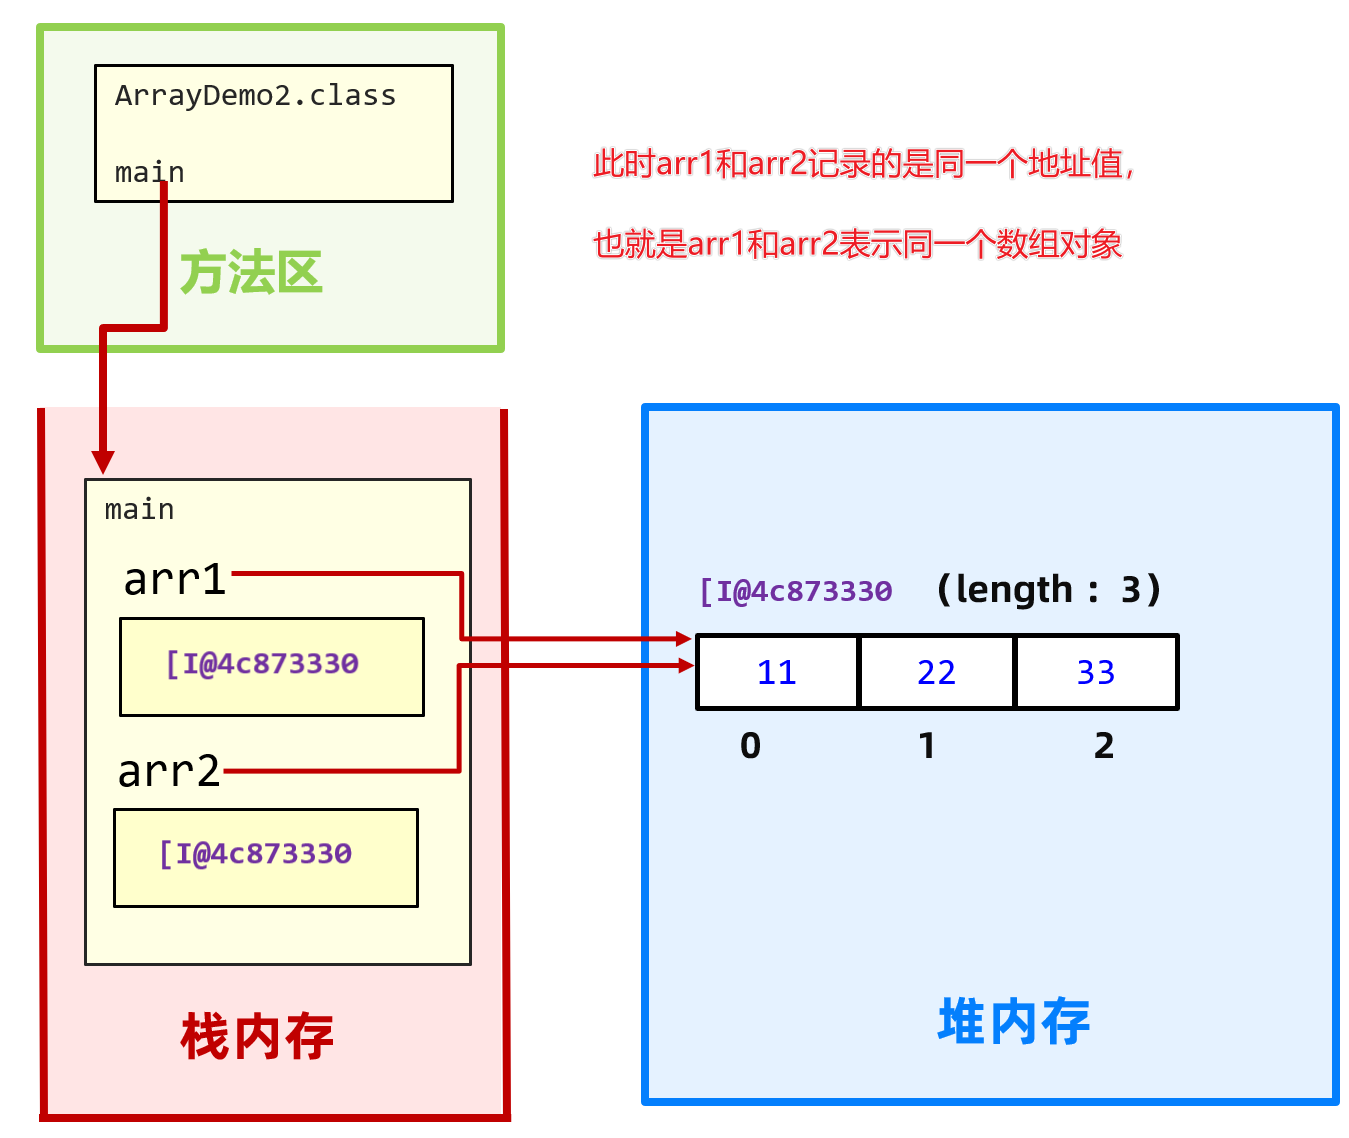 ArrayDemo2.class
main
方法区
此时arr1和arr2记录的是同一个地址值，
也就是arr1和arr2表示同一个数组对象
main
arr1
[I@4c873330
arr2
[I@4c873330
栈内存
[I@4c873330 (length：3)
11 22 33
0 1 2
堆内存